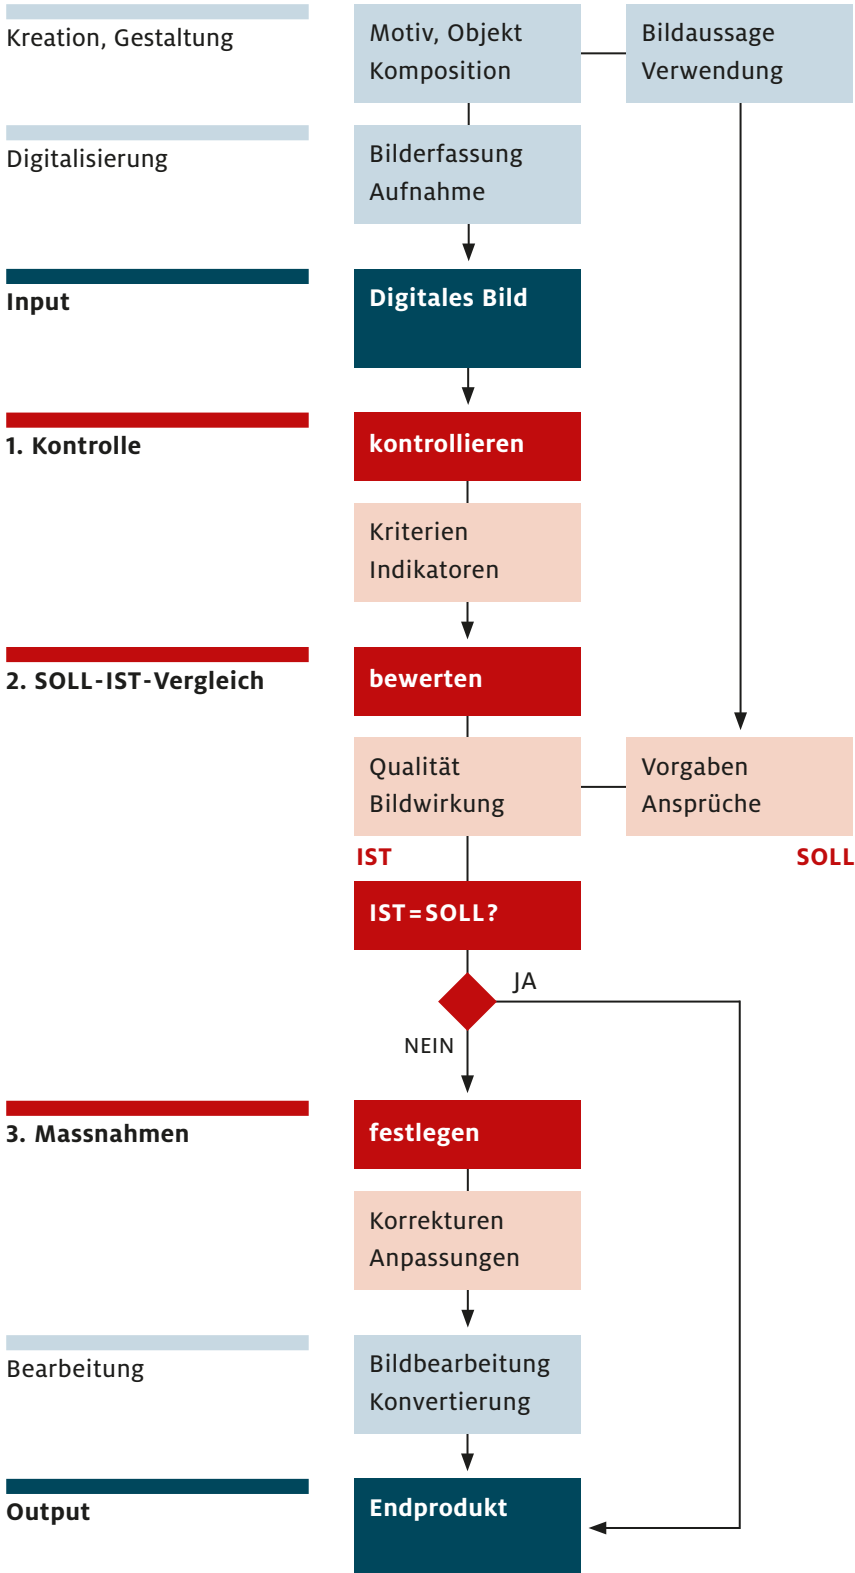 Kreation, Gestaltung
Motiv, Objekt
Komposition
Bildaussage
Verwendung
Digitalisierung
Bilderfassung
Aufnahme
Input
Digitales Bild
1. Kontrolle
kontrollieren
Kriterien
Indikatoren
2. SOLL-IST-Vergleich
bewerten
Qualität
Bildwirkung
Vorgaben
Ansprüche
IST
SOLL
IST=SOLL?
JA
NEIN
3. Massnahmen
festlegen
Korrekturen
Anpassungen
Bearbeitung
Bildbearbeitung
Konvertierung
Output
Endprodukt